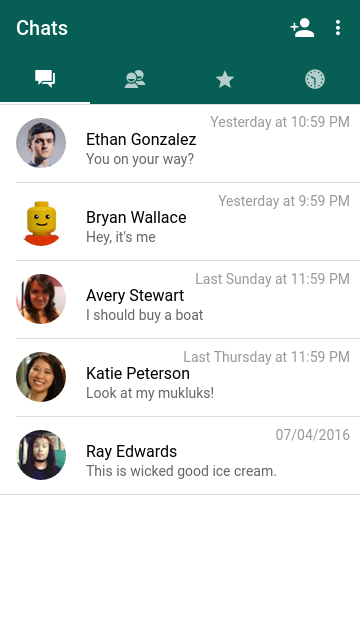 Chats
Yesterday at 10:59 PM
Ethan Gonzalez
You on your way?
Yesterday at 9:59 PM
Bryan Wallace
Hey, it's me
Last Sunday at 11:59 PM
Avery Stewart
I should buy a boat
Last Thursday at 11:59 PM
Katie Peterson
Look at my mukluks!
07/04/2016
Ray Edwards
This is wicked good ice cream.